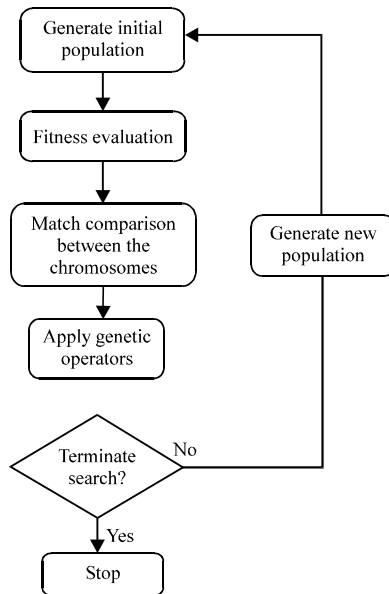 Generate initial
population
Fitness evaluation
Match comparison
between the
chromosomes
Generate new
population
Apply genetic
operators
Terminate
search?
No
Yes
Stop